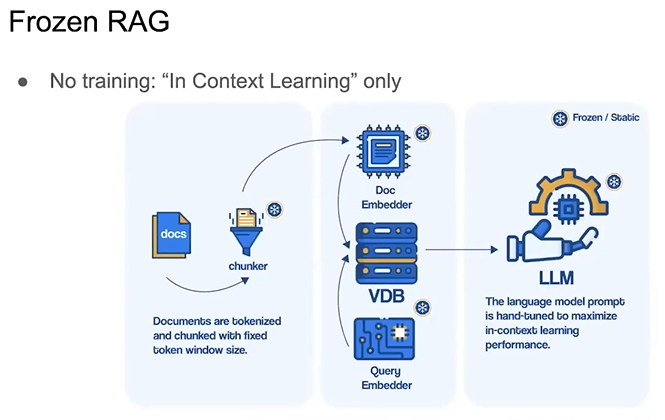 Frozen RAG
● No training: “In Context Learning” only
Frozen / Static
docs
chunker
Documents are tokenized
and chunked with fixed
token window size.
Doc
Embedder
VDB
Query
Embedder
LLM
The language model prompt
is hand-tuned to maximize
in-context learning
performance.